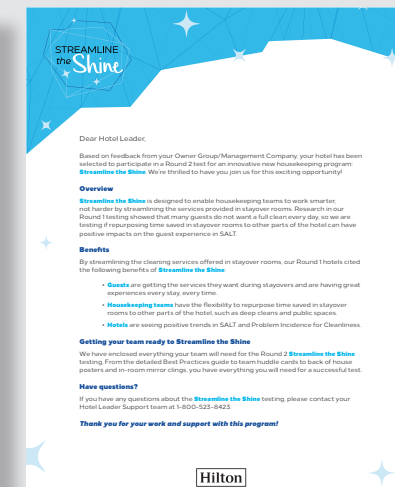 STREAMLINE
the Shine
Dear Hotel Leader,
Based on feedback from your Owner Group/Management Company, your hotel has been
selected to participate in a Round 2 test for an innovative new housekeeping program:
Streamline the Shine. We're thrilled to have you join us for this exciting opportunity!
Overview
Streamline the Shine is designed to enable housekeeping teams to work smarter,
not harder by streamlining the services provided in stayover rooms. Research in our
Round 1 testing showed that many guests do not want a full clean every day, so we are
testing if repurposing time saved in stayover rooms to other parts of the hotel can have
positive impacts on the guest experience in SALT.
Benefits
By streamlining the cleaning services offered in stayover rooms, our Round 1 hotels cited
the following benefits of Streamline the Shine
• Guests are getting the services they want during stayovers and are having great
experiences every stay, every time.
• Housekeeping teams have the flexibility to repurpose time saved in stayover
rooms to other parts of the hotel, such as deep cleans and public spaces.
• Hotels are seeing positive trends in SALT and Problem Incidence for Cleanliness.
Getting your team ready to Streamline the Shine
We have enclosed everything your team will need for the Round 2 Streamline the Shine
testing. From the detailed Best Practices guide to team huddle cards to back of house
posters and in-room mirror clings, you have everything you will need for a successful test.
Have questions?
If you have any questions about the Streamline the Shine testing, please contact your
Hotel Leader Support team at 1-800-523-8423.
Thank you for your work and support with this program!
Hilton